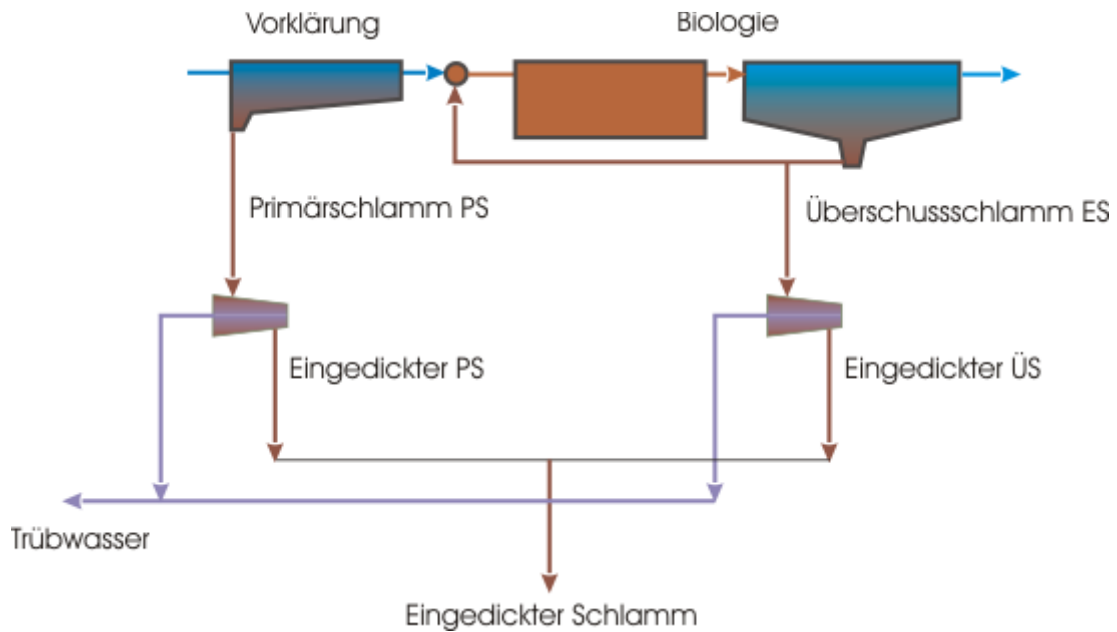 Vorklärung
Biologie
Primärschlamm PS
Überschussschlamm ES
Eingedickter PS
Eingedickter ÜS
Trübwasser
Eingedickter Schlamm